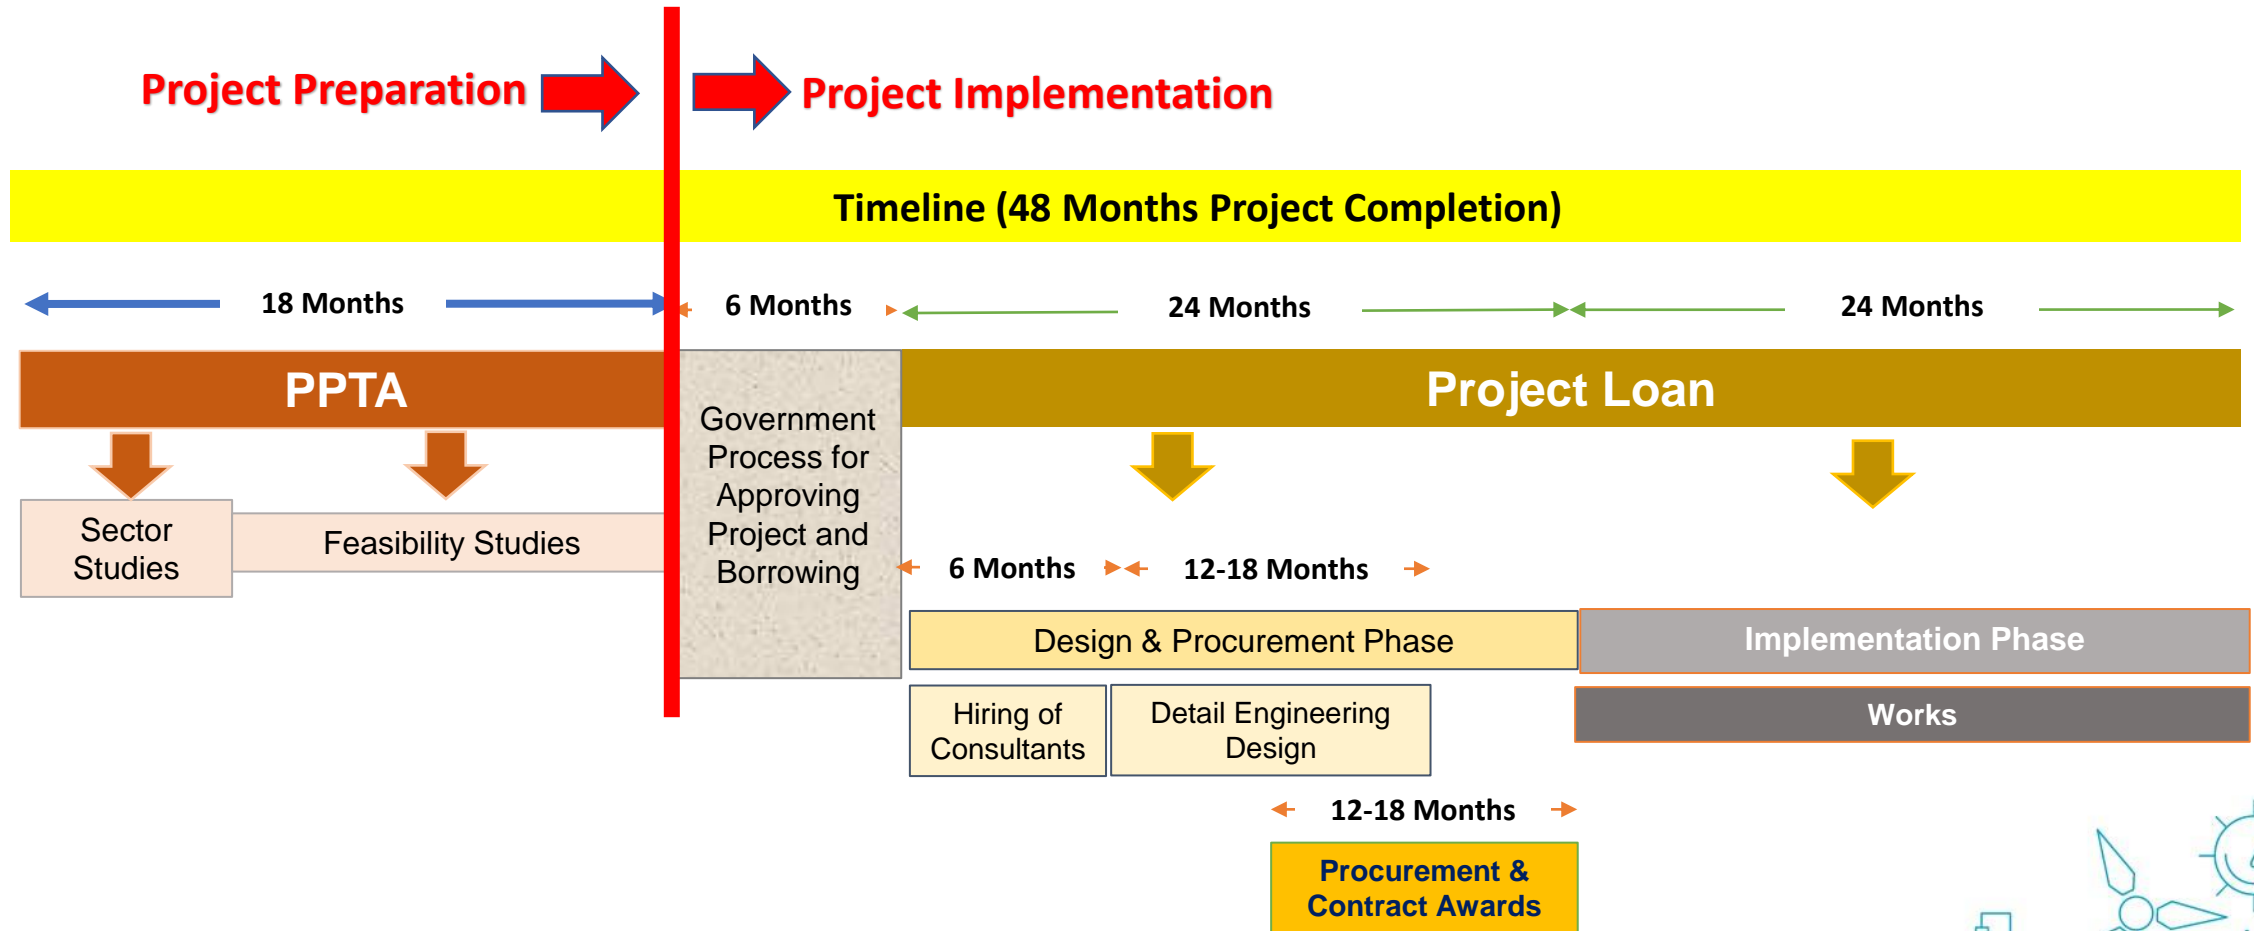 Project Preparation
Project Implementation
Timeline (48 Months Project Completion)
18 Months
6 Months
24 Months
24 Months
PPTA
Project Loan
Government
Process for
Approving
Project and
Borrowing
Sector
Studies
Feasibility Studies
6 Months
12-18 Months
Design & Procurement Phase
Implementation Phase
Hiring of
Consultants
Detail Engineering
Design
Works
12-18 Months
Procurement &
Contract Awards